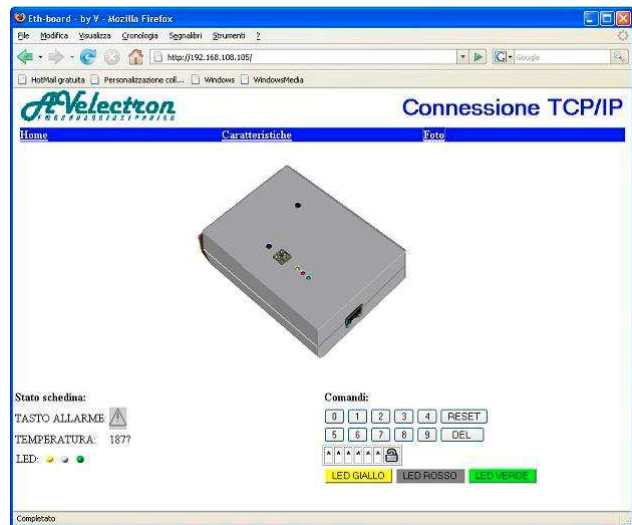 Eth-board - by ¥ - Mozilla Firefox
File Modifica Visualizza Cronologia Segnalibri Strumenti ?
http://192.168.108.105/
Google
HotMail gratuita Personalizzazione coll... Windows WindowsMedia
AVelectron Connessione TCP/IP
Home Caratteristiche Foto
Stato schedina: Comandi:
TASTO ALLARME 0 1 2 3 4 RESET
TEMPERATURA: 18?? 5 6 7 8 9 DEL
LED: * * * * * *
LED GIALLO LED ROSSO LED VERDE
Completato